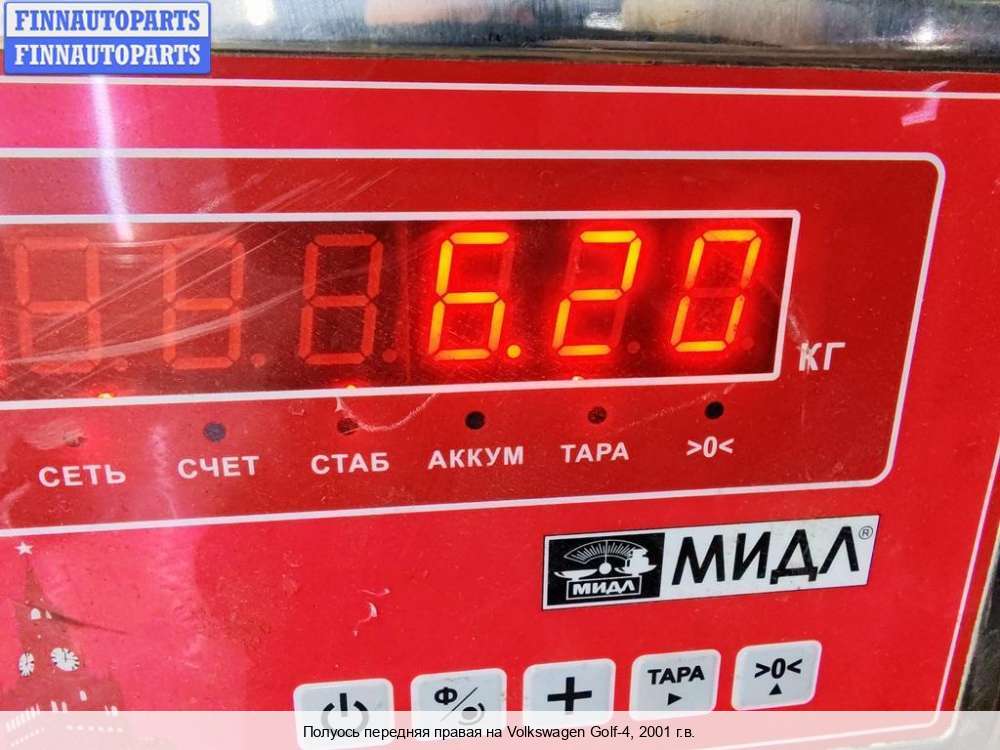 FINNAUTOPARTS
FINNAUTOPARTS
6.20
КГ
СЕТЬ СЧЕТ СТАБ АККУМ ТАРА >0<
МИДЛ МИДЛ®
Ф + ТАРА >0<
Полуось передняя правая на Volkswagen Golf-4, 2001 г.в.